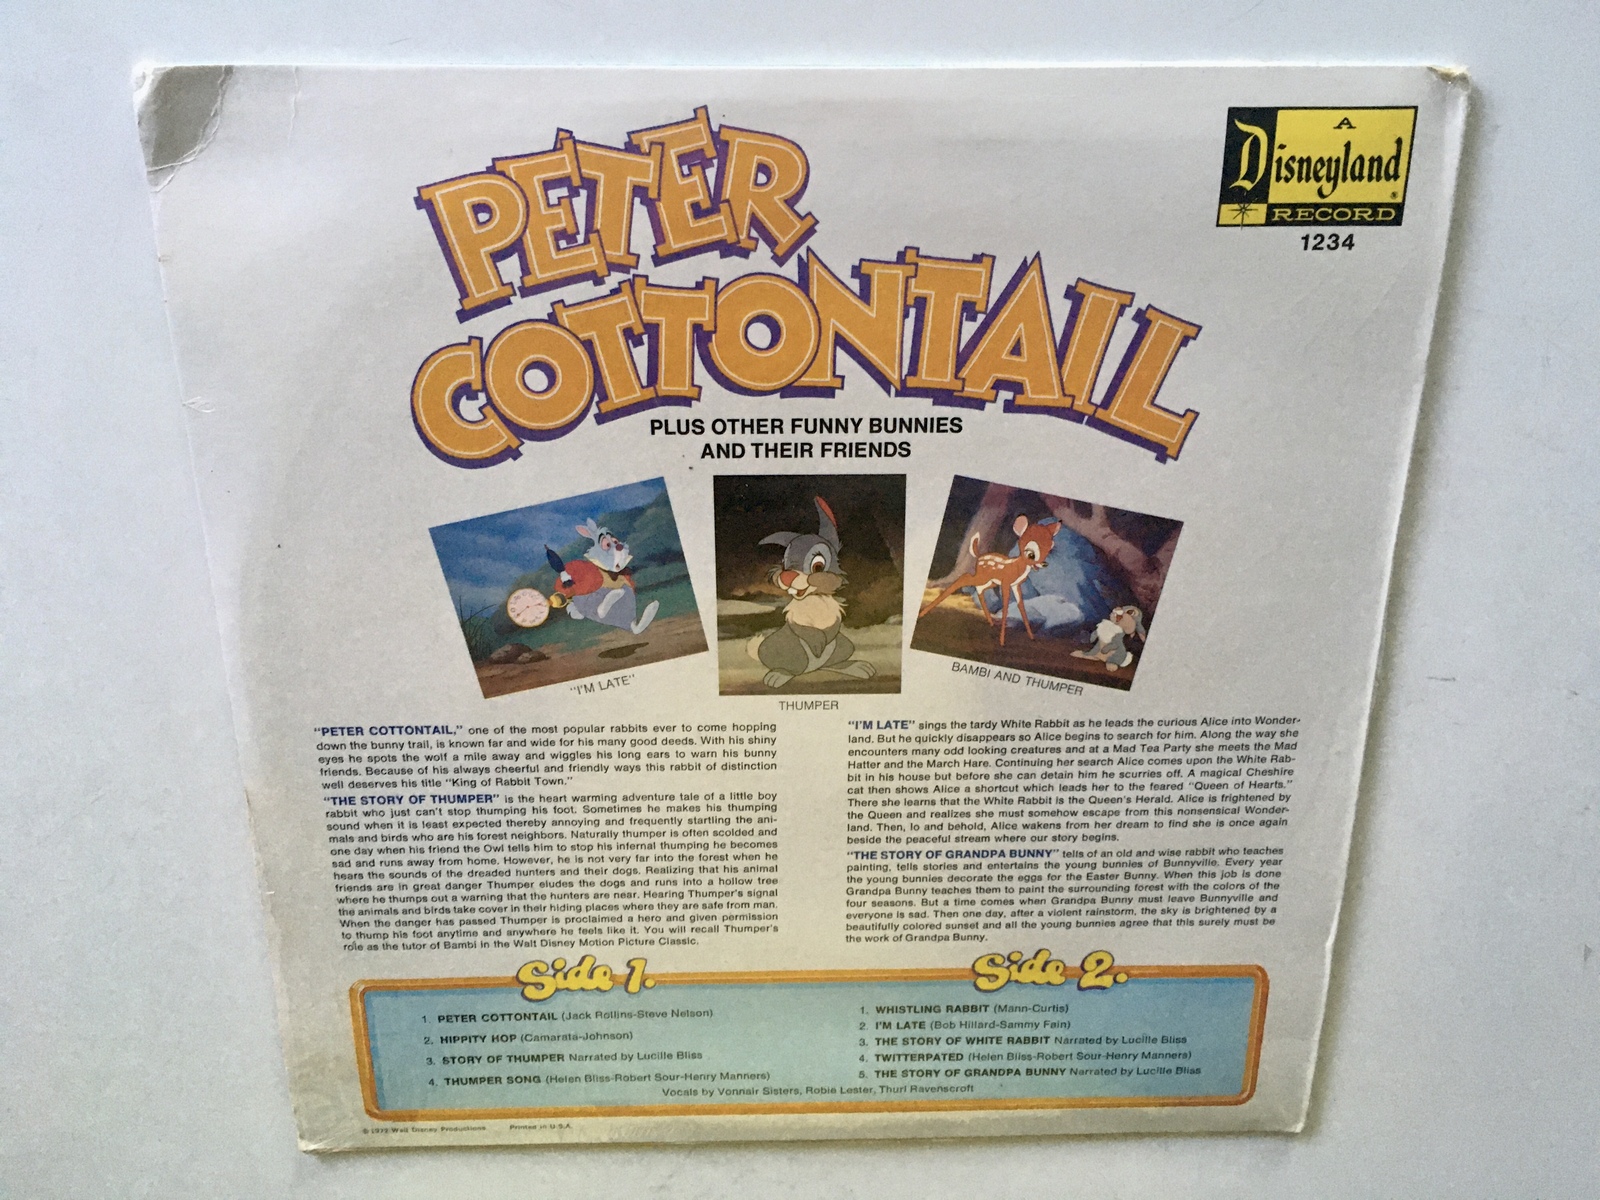 PETER
COTTONTAIL
A
Disneyland
RECORD
1234
PLUS OTHER FUNNY BUNNIES
AND THEIR FRIENDS
"I'M LATE"
THUMPER
BAMBI AND THUMPER
"PETER COTTONTAIL," one of the most popular rabbits ever to come hopping
down the bunny trail, is known far and wide for his many good deeds. With his shiny
eyes he spots the wolf a mile away and wiggles his long ears to warn his bunny
friends. Because of his always cheerful and friendly ways this rabbit of distinction
well deserves his title "King of Rabbit Town."
"THE STORY OF THUMPER" is the heart warming adventure tale of a little boy
rabbit who just can't stop thumping his foot. Sometimes he makes his thumping
sound when it is least expected thereby annoying and frequently startling the ani-
mals and birds who are his forest neighbors. Naturally thumper is often scolded and
one day when his friend the Owl tells him to stop his infernal thumping he becomes
sad and runs away from home. However, he is not very far into the forest when he
hears the sounds of the dreaded hunters and their dogs. Realizing that his animal
friends are in great danger Thumper eludes the dogs and runs into a hollow tree
where he thumps out a warning that the hunters are near. Hearing Thumper's signal
the animals and birds take cover in their hiding places where they are safe from man.
When the danger has passed Thumper is proclaimed a hero and given permission
to thump his foot anytime and anywhere he feels like it. You will recall Thumper's
role as the tutor of Bambi in the Walt Disney Motion Picture Classic.
"I'M LATE" sings the tardy White Rabbit as he leads the curious Alice into Wonder-
land. But he quickly disappears so Alice begins to search for him. Along the way she
encounters many odd looking creatures and at a Mad Tea Party she meets the Mad
Hatter and the March Hare. Continuing her search Alice comes upon the White Rab-
bit in his house but before she can detain him he scurries off. A magical Cheshire
cat then shows Alice a shortcut which leads her to the feared "Queen of Hearts."
There she learns that the White Rabbit is the Queen's Herald. Alice is frightened by
the Queen and realizes she must somehow escape from this nonsensical Wonder-
land. Then, lo and behold, Alice wakens from her dream to find she is once again
beside the peaceful stream where our story begins.
"THE STORY OF GRANDPA BUNNY" tells of an old and wise rabbit who teaches
painting, tells stories and entertains the young bunnies of Bunnyville. Every year
the young bunnies decorate the eggs for the Easter Bunny. When this job is done
Grandpa Bunny teaches them to paint the surrounding forest with the colors of the
four seasons. But a time comes when Grandpa Bunny must leave Bunnyville and
everyone is sad. Then one day, after a violent rainstorm, the sky is brightened by a
beautifully colored sunset and all the young bunnies agree that this surely must be
the work of Grandpa Bunny.
Side 1.
1. PETER COTTONTAIL (Jack Rollins-Steve Nelson)
2. HIPPITY HOP (Camarata-Johnson)
3. STORY OF THUMPER Narrated by Lucille Bliss
4. THUMPER SONG (Helen Bliss-Robert Sour-Henry Manners)
Side 2.
1. WHISTLING RABBIT (Mann-Curtis)
2. I'M LATE (Bob Hillard-Sammy Fain)
3. THE STORY OF WHITE RABBIT Narrated by Lucille Bliss
4. TWITTERPATED (Helen Bliss-Robert Sour-Henry Manners)
5. THE STORY OF GRANDPA BUNNY Narrated by Lucille Bliss
Vocals by Vonnair Sisters, Robie Lester, Thurl Ravenscroft
© 1972 Walt Disney Productions Printed in U.S.A.